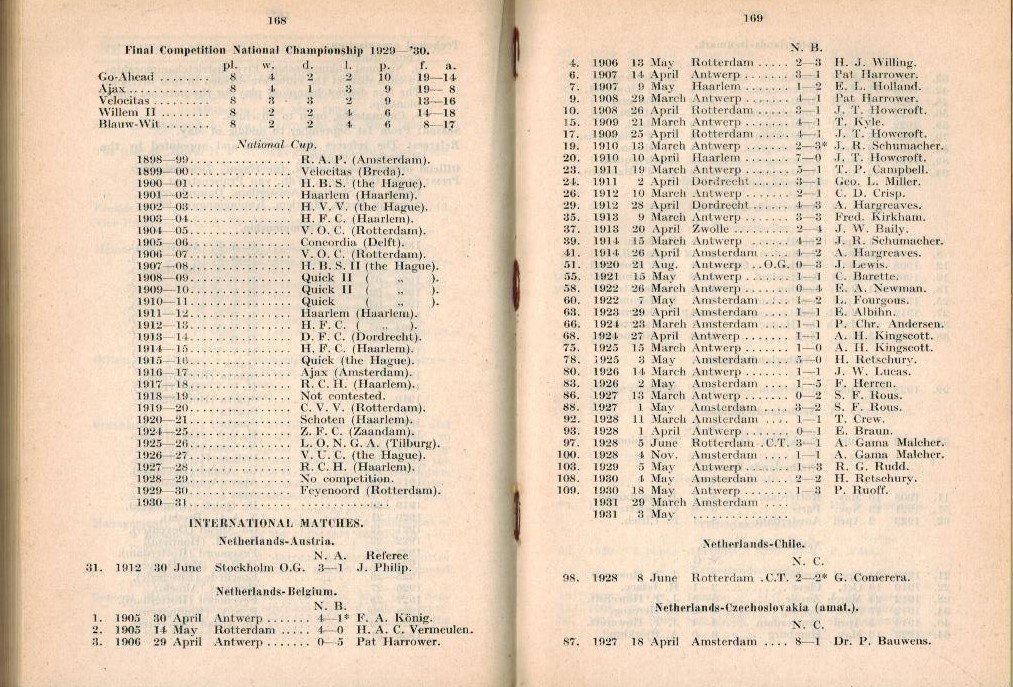 168
Final Competition National Championship 1929—'30.
pl. w. d. l. p. f. a.
Go-Ahead ........ 8 4 2 2 10 19—14
Ajax ............ 8 4 1 3 9 19— 8
Velocitas ........ 8 3 3 2 9 13—16
Willem II ........ 8 2 2 4 6 14—18
Blauw-Wit ....... 8 2 2 4 6 8—17
National Cup.
1898—99 .............. R. A. P. (Amsterdam).
1899—00 .............. Velocitas (Breda).
1900—01 .............. H. B. S. (the Hague).
1901—02 .............. Haarlem (Haarlem).
1902—03 .............. H. V. V. (the Hague).
1903—04 .............. H. F. C. (Haarlem).
1904—05 .............. V. O. C. (Rotterdam).
1905—06 .............. Concordia (Delft).
1906—07 .............. V. O. C. (Rotterdam).
1907—08 .............. H. B. S. II (the Hague).
1908—09 .............. Quick II ( „ ).
1909—10 .............. Quick II ( „ ).
1910—11 .............. Quick ( „ ).
1911—12 .............. Haarlem (Haarlem).
1912—13 .............. H. F. C. ( „ ).
1913—14 .............. D. F. C. (Dordrecht).
1914—15 .............. H. F. C. (Haarlem).
1915—16 .............. Quick (the Hague).
1916—17 .............. Ajax (Amsterdam).
1917—18 .............. R. C. H. (Haarlem).
1918—19 .............. Not contested.
1919—20 .............. C. V. V. (Rotterdam).
1920—21 .............. Schoten (Haarlem).
1924—25 .............. Z. F. C. (Zaandam).
1925—26 .............. L. O. N. G. A. (Tilburg).
1926—27 .............. V. U. C. (the Hague).
1927—28 .............. R. C. H. (Haarlem).
1928—29 .............. No competition.
1929—30 .............. Feyenoord (Rotterdam).
1930—31 ..............
INTERNATIONAL MATCHES.
Netherlands-Austria.
N. A. Referee
31. 1912 30 June Stockholm O.G. 3—1 J. Philip.
Netherlands-Belgium.
N. B.
1. 1905 30 April Antwerp ....... 4—1* F. A. König.
2. 1905 14 May Rotterdam ..... 4—0 H. A. C. Vermeulen.
3. 1906 29 April Antwerp ....... 0—5 Pat Harrower.
169
N. B.
4. 1906 13 May Rotterdam ..... 2—3 H. J. Willing.
6. 1907 14 April Antwerp ....... 3—1 Pat Harrower.
7. 1907 9 May Haarlem ....... 1—2 E. L. Holland.
9. 1908 29 March Antwerp ....... 4—1 Pat Harrower.
10. 1908 26 April Rotterdam ..... 3—1 J. T. Howcroft.
15. 1909 21 March Antwerp ....... 4—1 T. Kyle.
17. 1909 25 April Rotterdam ..... 4—1 J. T. Howcroft.
19. 1910 13 March Antwerp ....... 2—3* J. R. Schumacher.
20. 1910 10 April Haarlem ....... 7—0 J. T. Howcroft.
23. 1911 19 March Antwerp ....... 5—1 T. P. Campbell.
24. 1911 2 April Dordrecht ..... 3—1 Geo. L. Miller.
26. 1912 10 March Antwerp ....... 2—1 C. D. Crisp.
29. 1912 28 April Dordrecht ..... 4—3 A. Hargreaves.
35. 1913 9 March Antwerp ....... 3—3 Fred. Kirkham.
37. 1913 20 April Zwolle ........ 2—4 J. W. Baily.
39. 1914 15 March Antwerp ....... 4—2 J. R. Schumacher.
41. 1914 26 April Amsterdam .... 4—2 A. Hargreaves.
51. 1920 21 Aug. Antwerp ..O.G. 0—3 J. Lewis.
55. 1921 15 May Antwerp ....... 1—1 C. Barette.
58. 1922 26 March Antwerp ....... 0—4 E. A. Newman.
60. 1922 7 May Amsterdam .... 1—2 L. Fourgous.
63. 1923 29 April Amsterdam .... 1—1 E. Albihn.
66. 1924 23 March Amsterdam .... 1—1 P. Chr. Andersen.
68. 1924 27 April Antwerp ....... 1—1 A. H. Kingscott.
75. 1925 15 March Antwerp ....... 1—0 A. H. Kingscott.
78. 1925 3 May Amsterdam .... 5—0 H. Retschury.
80. 1926 14 March Antwerp ....... 1—1 J. W. Lucas.
83. 1926 2 May Amsterdam .... 1—5 F. Herren.
86. 1927 13 March Antwerp ....... 0—2 S. F. Rous.
88. 1927 1 May Amsterdam .... 3—2 S. F. Rous.
92. 1928 11 March Amsterdam .... 1—1 T. Crew.
93. 1928 1 April Antwerp ....... 0—1 E. Braun.
97. 1928 5 June Rotterdam .C.T. 3—1 A. Gama Malcher.
100. 1928 4 Nov. Amsterdam .... 1—1 A. Gama Malcher.
103. 1929 5 May Antwerp ....... 1—3 R. G. Rudd.
108. 1930 4 May Amsterdam .... 2—2 H. Retschury.
109. 1930 18 May Antwerp ....... 1—3 P. Ruoff.
1931 29 March Amsterdam
1931 3 May ..............
Netherlands-Chile.
N. C.
98. 1928 8 June Rotterdam .C.T. 2—2* G. Comerera.
Netherlands-Czechoslovakia (amat.).
N. C.
87. 1927 18 April Amsterdam .... 8—1 Dr. P. Bauwens.